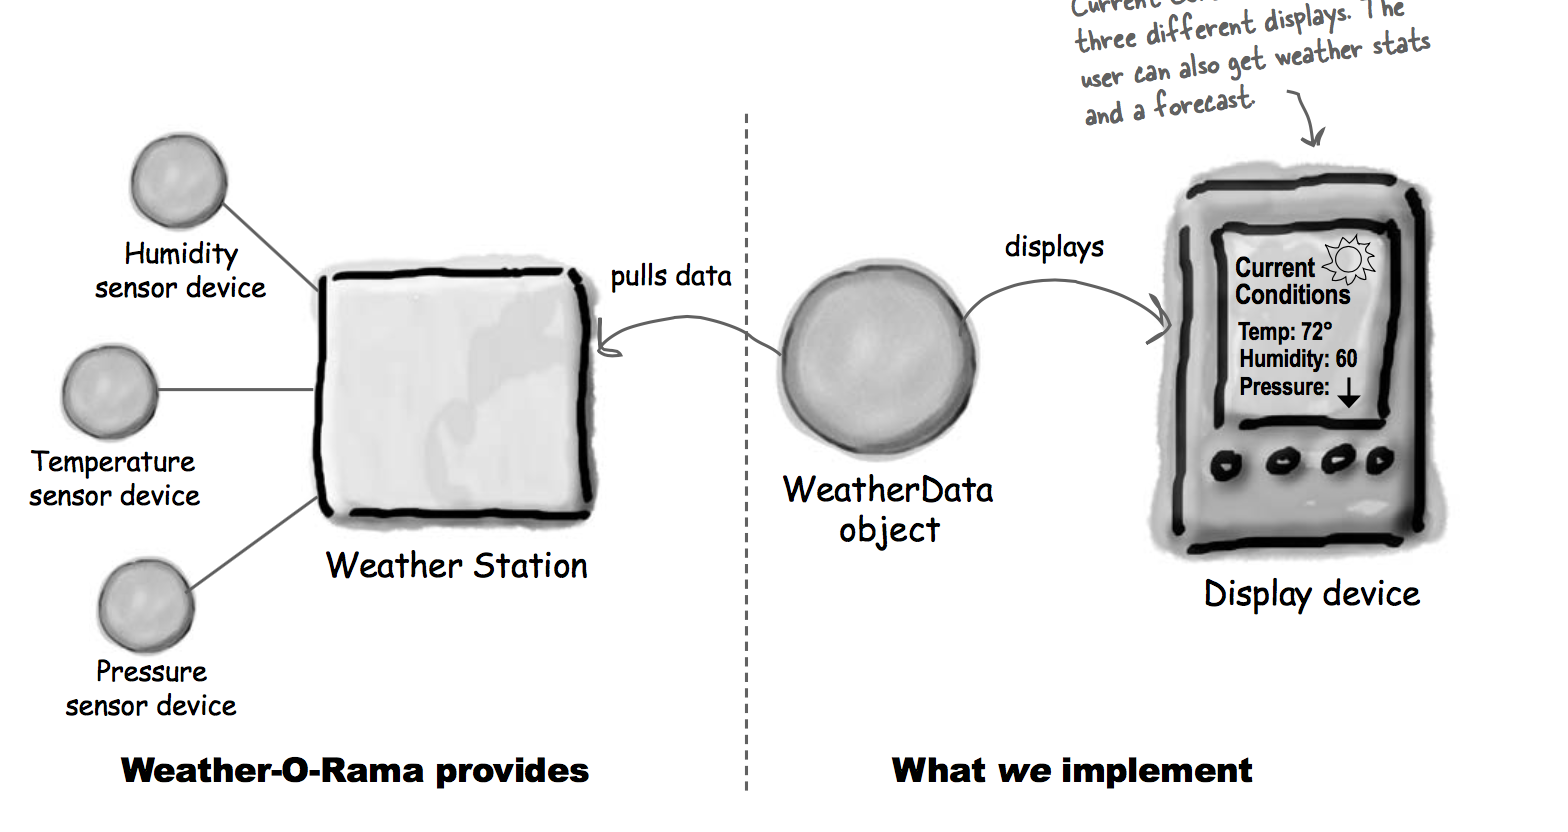 three different displays. The
user can also get weather stats
and a forecast.
Humidity
sensor device
Temperature
sensor device
Pressure
sensor device
Weather Station
pulls data
WeatherData
object
displays
Current
Conditions
Temp: 72°
Humidity: 60
Pressure:
Display device
Weather-O-Rama provides
What we implement